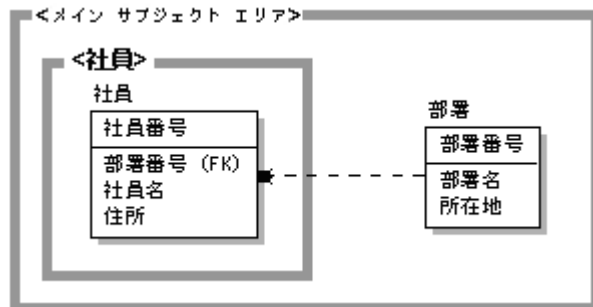 <メイン サブジェクト エリア>
<社員>
社員
社員番号
部署番号 (FK)
社員名
住所
部署
部署番号
部署名
所在地